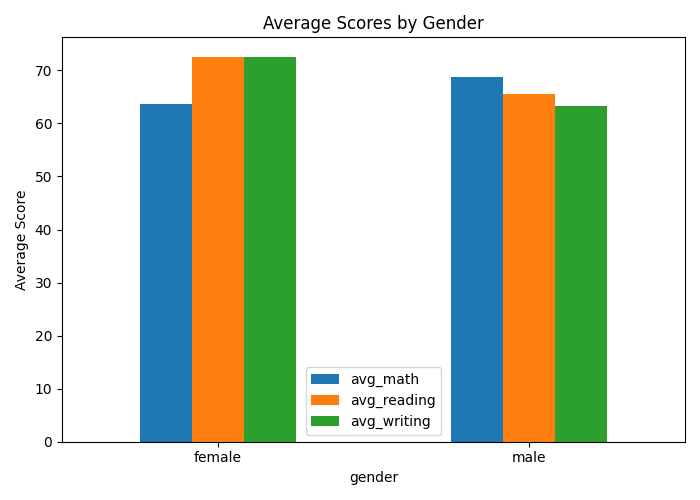 Average Scores by Gender
Average Score
70
60
50
40
30
20
10
0
avg_math
avg_reading
avg_writing
female
male
gender